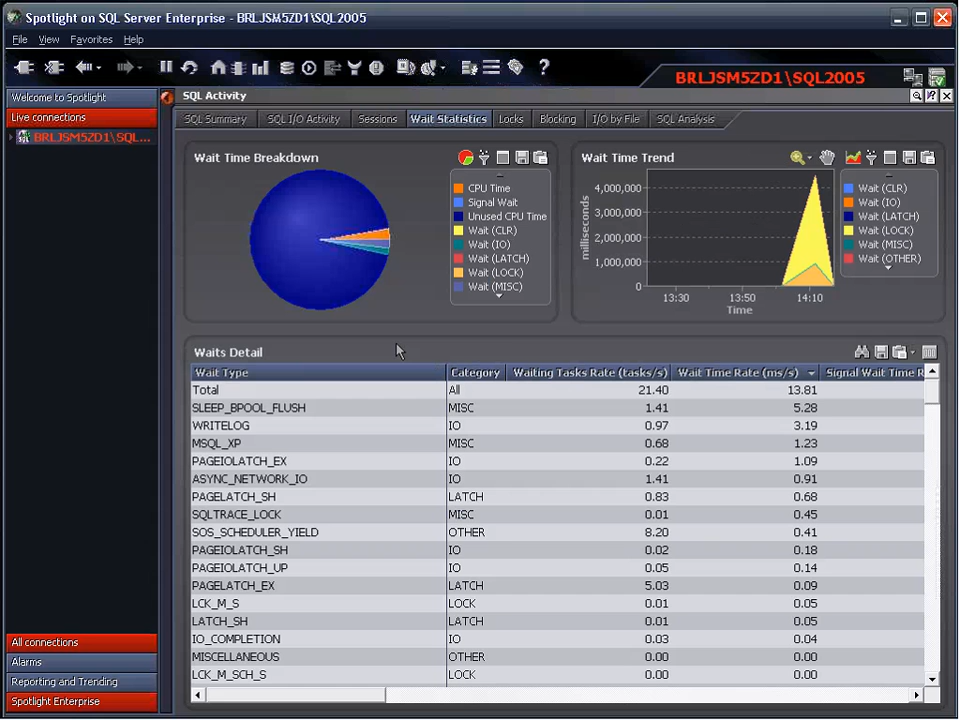 Spotlight on SQL Server Enterprise - BRLJSM5ZD1\SQL2005
File View Favorites Help
BRLJSM5ZD1\SQL2005
Welcome to Spotlight
Live connections
BRLJSM5ZD1\SQL...
SQL Activity
SQL Summary SQL I/O Activity Sessions Wait Statistics Locks Blocking I/O by File SQL Analysis
Wait Time Breakdown
CPU Time
Signal Wait
Unused CPU Time
Wait (CLR)
Wait (IO)
Wait (LATCH)
Wait (LOCK)
Wait (MISC)
Wait Time Trend
milliseconds
4,000,000
3,000,000
2,000,000
1,000,000
0
13:30 13:50 14:10
Time
Wait (CLR)
Wait (IO)
Wait (LATCH)
Wait (LOCK)
Wait (MISC)
Wait (OTHER)
Waits Detail
Wait Type Category Waiting Tasks Rate (tasks/s) Wait Time Rate (ms/s) Signal Wait Time R
Total All 21.40 13.81
SLEEP_BPOOL_FLUSH MISC 1.41 5.28
WRITELOG IO 0.97 3.19
MSQL_XP MISC 0.68 1.23
PAGEIOLATCH_EX IO 0.22 1.09
ASYNC_NETWORK_IO IO 1.41 0.91
PAGELATCH_SH LATCH 0.83 0.68
SQLTRACE_LOCK MISC 0.01 0.45
SOS_SCHEDULER_YIELD OTHER 8.20 0.41
PAGEIOLATCH_SH IO 0.02 0.18
PAGEIOLATCH_UP IO 0.05 0.14
PAGELATCH_EX LATCH 5.03 0.09
LCK_M_S LOCK 0.01 0.05
LATCH_SH LATCH 0.01 0.05
IO_COMPLETION IO 0.03 0.04
MISCELLANEOUS OTHER 0.00 0.00
LCK_M_SCH_S LOCK 0.00 0.00
All connections
Alarms
Reporting and Trending
Spotlight Enterprise